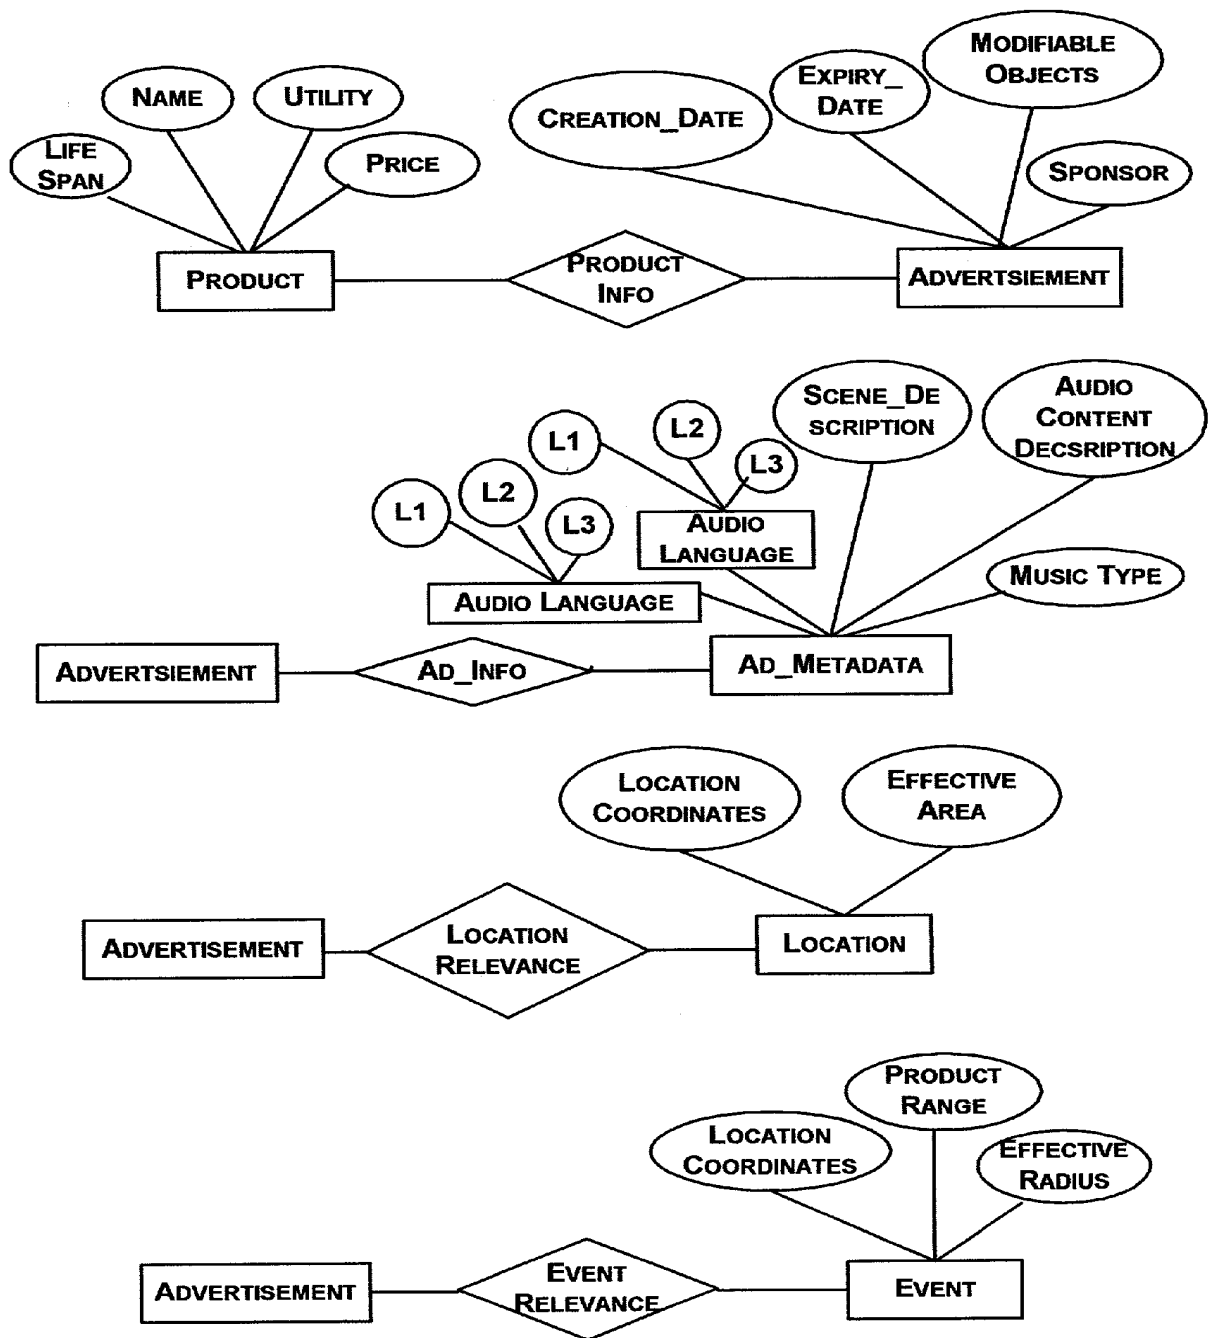 MODIFIABLE
OBJECTS
EXPIRY_
DATE
NAME
UTILITY
CREATION_DATE
LIFE
SPAN
PRICE
SPONSOR
PRODUCT
PRODUCT
INFO
ADVERTSIEMENT
SCENE_DE
SCRIPTION
AUDIO
CONTENT
DECSRIPTION
L1
L2
L3
L1
L2
L3
AUDIO
LANGUAGE
MUSIC TYPE
AUDIO LANGUAGE
ADVERTSIEMENT
AD_INFO
AD_METADATA
LOCATION
COORDINATES
EFFECTIVE
AREA
ADVERTISEMENT
LOCATION
RELEVANCE
LOCATION
PRODUCT
RANGE
LOCATION
COORDINATES
EFFECTIVE
RADIUS
ADVERTISEMENT
EVENT
RELEVANCE
EVENT